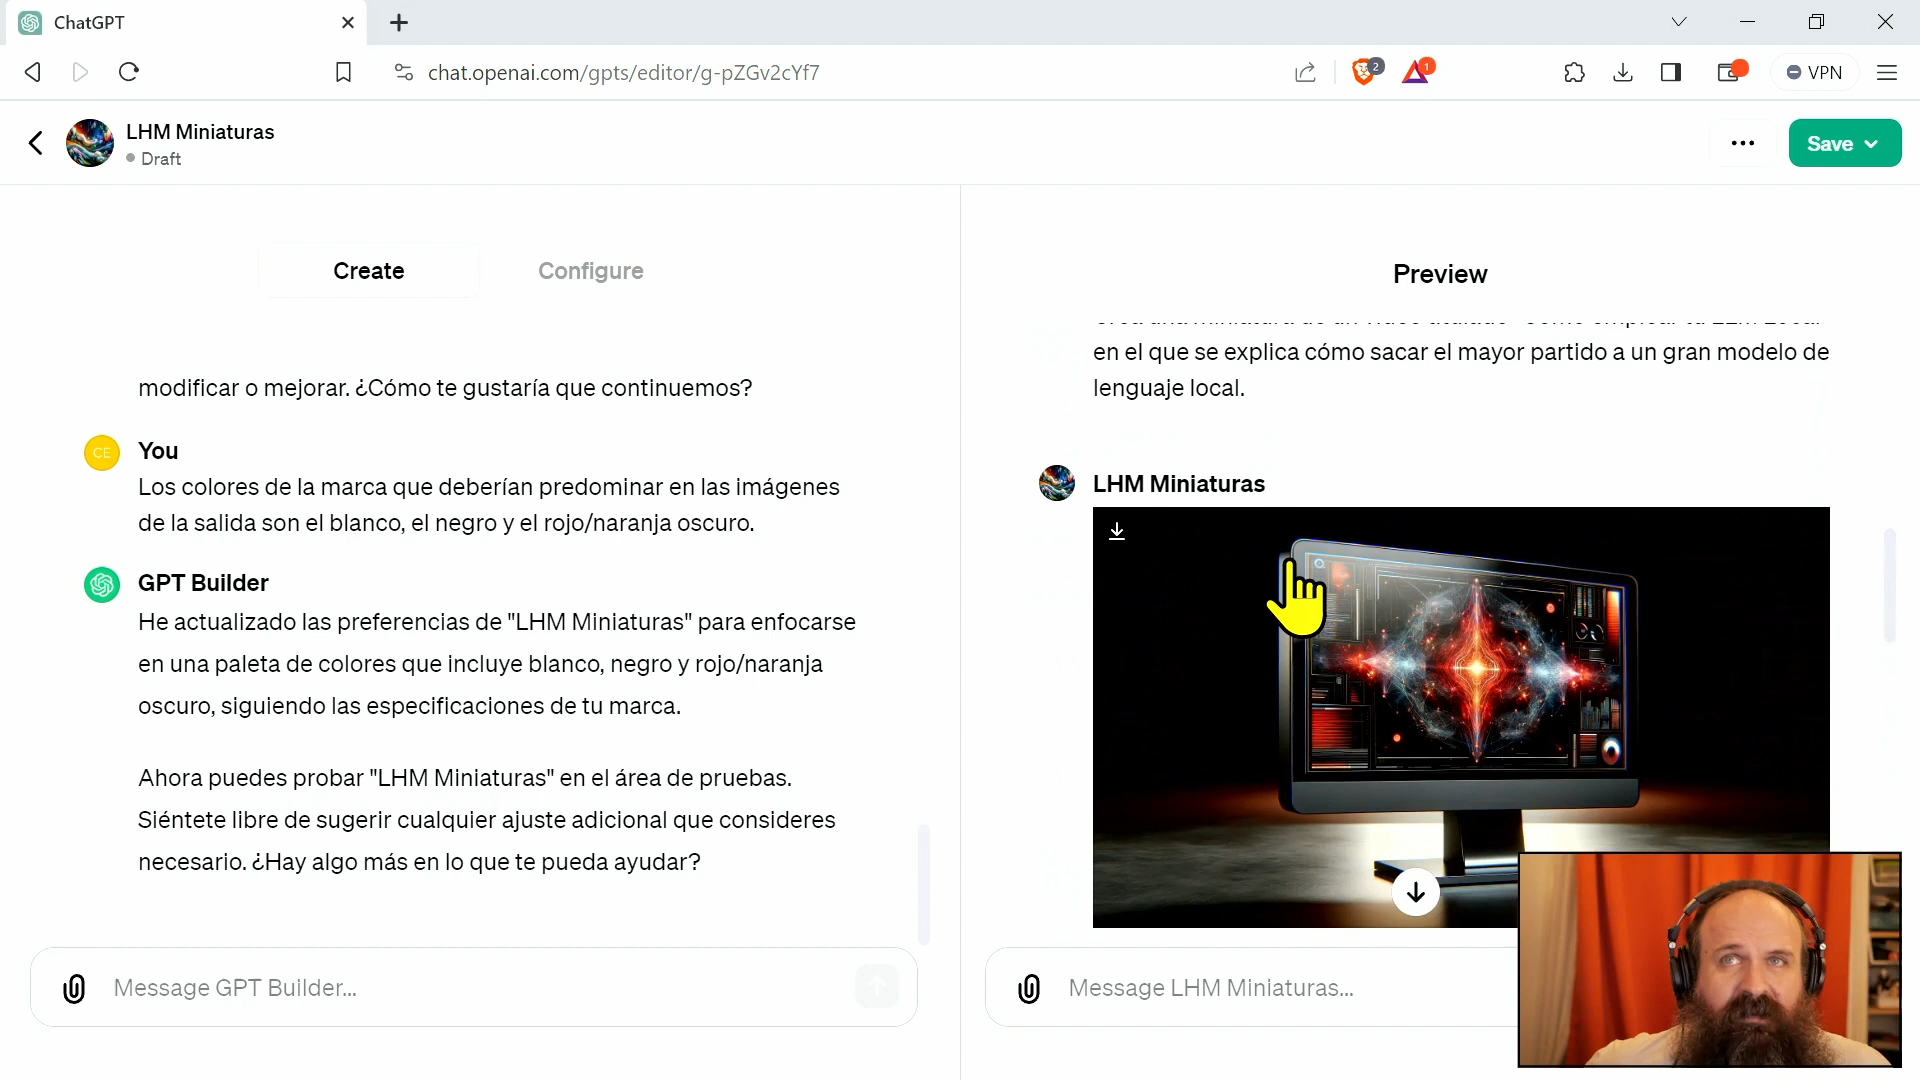 ChatGPT
chat.openai.com/gpts/editor/g-pZGv2cYf7
2
1
VPN
LHM Miniaturas
Draft
Save
Create
Configure
Preview
modificar o mejorar. ¿Cómo te gustaría que continuemos?
You
CE
Los colores de la marca que deberían predominar en las imágenes
de la salida son el blanco, el negro y el rojo/naranja oscuro.
GPT Builder
He actualizado las preferencias de "LHM Miniaturas" para enfocarse
en una paleta de colores que incluye blanco, negro y rojo/naranja
oscuro, siguiendo las especificaciones de tu marca.
Ahora puedes probar "LHM Miniaturas" en el área de pruebas.
Siéntete libre de sugerir cualquier ajuste adicional que consideres
necesario. ¿Hay algo más en lo que te pueda ayudar?
Message GPT Builder...
en el que se explica cómo sacar el mayor partido a un gran modelo de
lenguaje local.
LHM Miniaturas
Message LHM Miniaturas...